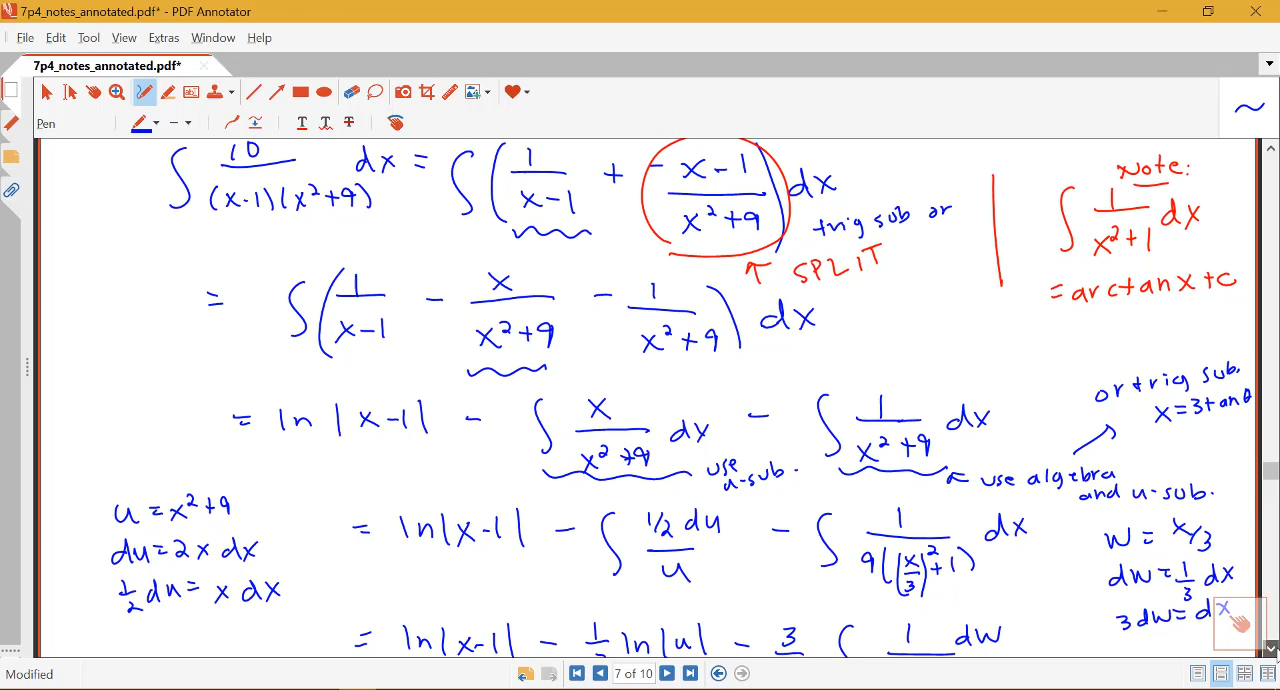 7p4_notes_annotated.pdf* - PDF Annotator
File Edit Tool View Extras Window Help
7p4_notes_annotated.pdf*
Pen
∫ 10/((x-1)(x²+9)) dx = ∫ (1/(x-1) + (-x-1)/(x²+9)) dx
trig sub or
↑ SPLIT
Note:
∫ 1/(x²+1) dx
= arctan x + c
= ∫ (1/(x-1) - x/(x²+9) - 1/(x²+9)) dx
or trig sub.
x = 3tanθ
= ln|x-1| - ∫ x/(x²+9) dx - ∫ 1/(x²+9) dx
use
u-sub.
← use algebra
and u-sub.
u = x²+9
du = 2x dx
½ du = x dx
= ln|x-1| - ∫ (1/2 du)/u - ∫ 1/(9((x/3)²+1)) dx
w = x/3
dw = 1/3 dx
3dw = dx
= ln|x-1| - ½ ln|u| - 3 ∫ 1 dw
Modified
7 of 10